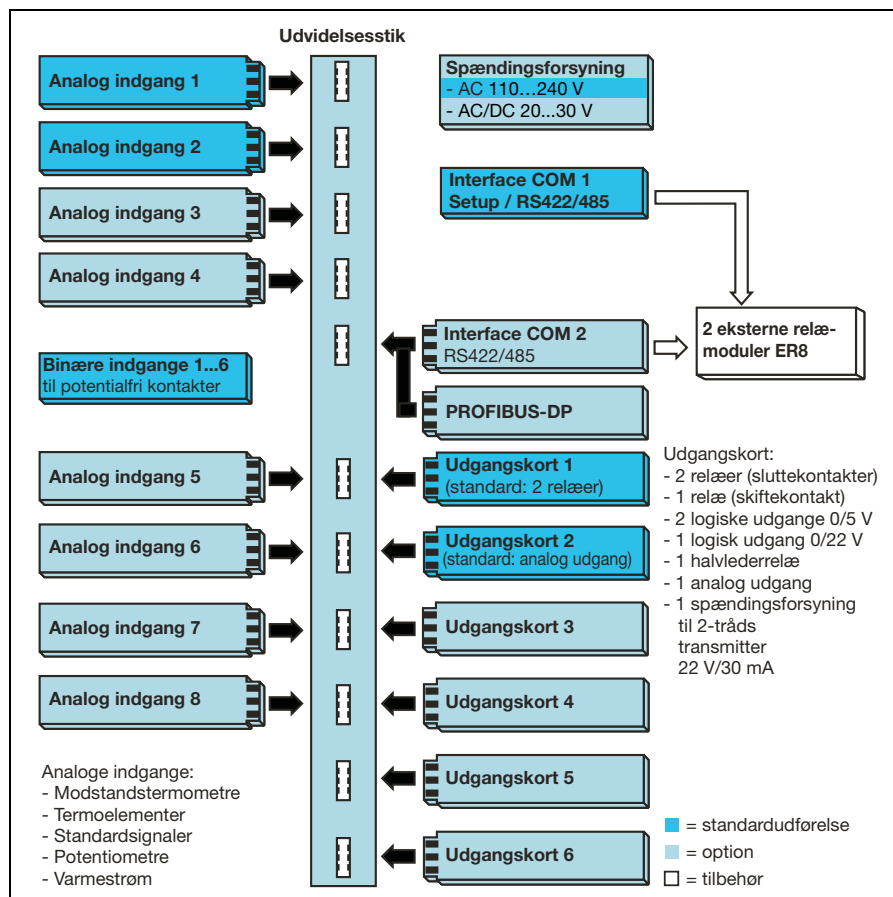 Udvidelsesstik
Analog indgang 1
Analog indgang 2
Analog indgang 3
Analog indgang 4
Binære indgange 1...6
til potentialfri kontakter
Analog indgang 5
Analog indgang 6
Analog indgang 7
Analog indgang 8
Analoge indgange:
- Modstandstermometre
- Termoelementer
- Standardsignaler
- Potentiometre
- Varmestrøm
Spændingsforsyning
- AC 110...240 V
- AC/DC 20...30 V
Interface COM 1
Setup / RS422/485
Interface COM 2
RS422/485
PROFIBUS-DP
2 eksterne relæ-
moduler ER8
Udgangskort 1
(standard: 2 relæer)
Udgangskort 2
(standard: analog udgang)
Udgangskort 3
Udgangskort 4
Udgangskort 5
Udgangskort 6
Udgangskort:
- 2 relæer (sluttekontakter)
- 1 relæ (skiftekontakt)
- 2 logiske udgange 0/5 V
- 1 logisk udgang 0/22 V
- 1 halvlederrelæ
- 1 analog udgang
- 1 spændingsforsyning
til 2-tråds
transmitter
22 V/30 mA
= standardudførelse
= option
= tilbehør